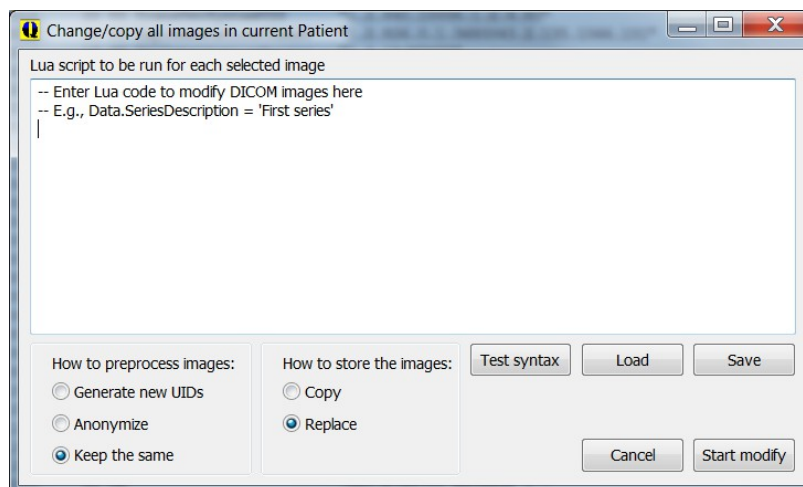 Change/copy all images in current Patient
Lua script to be run for each selected image
-- Enter Lua code to modify DICOM images here
-- E.g., Data.SeriesDescription = 'First series'
How to preprocess images:
Generate new UIDs
Anonymize
Keep the same
How to store the images:
Copy
Replace
Test syntax
Load
Save
Cancel
Start modify